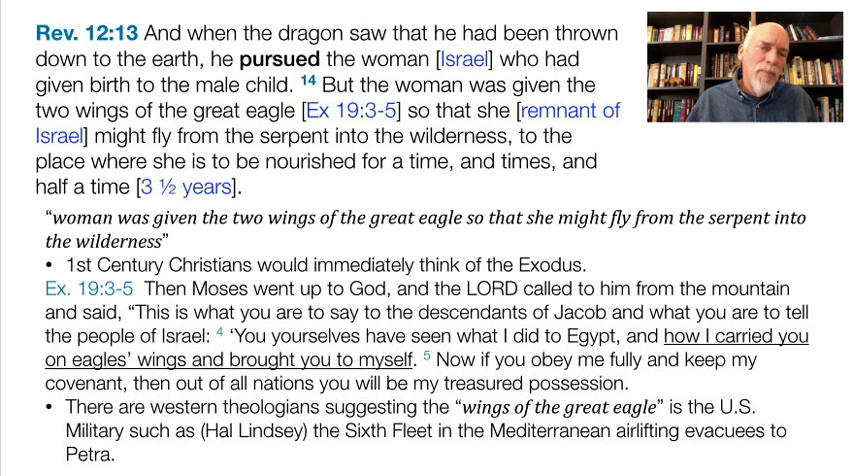 Rev. 12:13 And when the dragon saw that he had been thrown
down to the earth, he pursued the woman [Israel] who had
given birth to the male child. 14 But the woman was given the
two wings of the great eagle [Ex 19:3-5] so that she [remnant of
Israel] might fly from the serpent into the wilderness, to the
place where she is to be nourished for a time, and times, and
half a time [3 ½ years].
“woman was given the two wings of the great eagle so that she might fly from the serpent into
the wilderness”
• 1st Century Christians would immediately think of the Exodus.
Ex. 19:3-5 Then Moses went up to God, and the LORD called to him from the mountain
and said, “This is what you are to say to the descendants of Jacob and what you are to tell
the people of Israel: 4 ‘You yourselves have seen what I did to Egypt, and how I carried you
on eagles’ wings and brought you to myself. 5 Now if you obey me fully and keep my
covenant, then out of all nations you will be my treasured possession.
• There are western theologians suggesting the “wings of the great eagle” is the U.S.
Military such as (Hal Lindsey) the Sixth Fleet in the Mediterranean airlifting evacuees to
Petra.